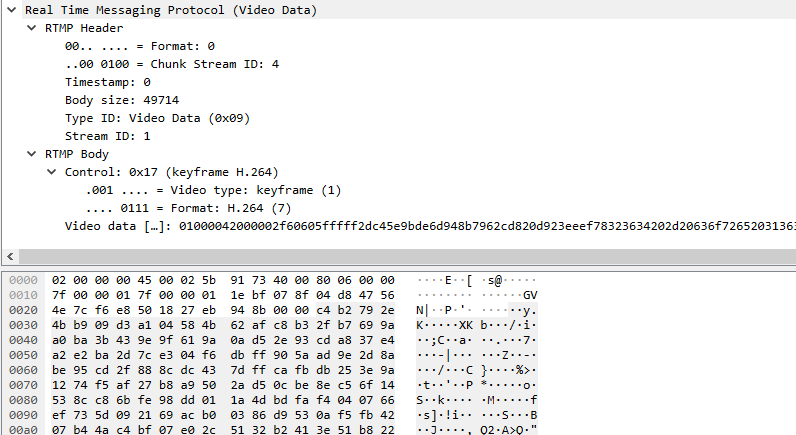 Real Time Messaging Protocol (Video Data)
RTMP Header
00.. .... = Format: 0
..00 0100 = Chunk Stream ID: 4
Timestamp: 0
Body size: 49714
Type ID: Video Data (0x09)
Stream ID: 1
RTMP Body
Control: 0x17 (keyframe H.264)
.001 .... = Video type: keyframe (1)
.... 0111 = Format: H.264 (7)
Video data […]: 01000042000002f60605fffff2dc45e9bde6d948b7962cd820d923eeef78323634202d20636f7265203136
0000 02 00 00 00 45 00 02 5b 91 73 40 00 80 06 00 00 ····E··[ ·s@·····
0010 7f 00 00 01 7f 00 00 01 1e bf 07 8f 04 d8 47 56 ········ ······GV
0020 4e 7c f6 e8 50 18 27 eb 94 8b 00 00 c4 b2 79 2e N|··P·'· ······y.
0030 4b b9 09 d3 a1 04 58 4b 62 af c8 b3 2f b7 69 9a K·····XK b···/·i·
0040 a0 ba 3b 43 9e 9f 61 9a 0a d5 2e 93 cd a8 37 e4 ··;C··a· ··.···7·
0050 a2 e2 ba 2d 7c e3 04 f6 db ff 90 5a ad 9e 2d 8a ···-|··· ···Z··-·
0060 be 95 cd 2f 88 8c dc 43 7d ff ca fb db 25 3e 9a ···/···C }····%>·
0070 12 74 f5 af 27 b8 a9 50 2a d5 0c be 8e c5 6f 14 ·t··'··P *·····o·
0080 53 8c c8 6b fe 98 dd 01 1a 4d bd fa f4 04 07 66 S··k···· ·M·····f
0090 ef 73 5d 09 21 69 ac b0 03 86 d9 53 0a f5 fb 42 ·s]·!i·· ···S···B
00a0 07 b4 4a c4 bf 07 e0 2c 51 32 b2 41 3e 51 b8 22 ··J····, Q2·A>Q·"